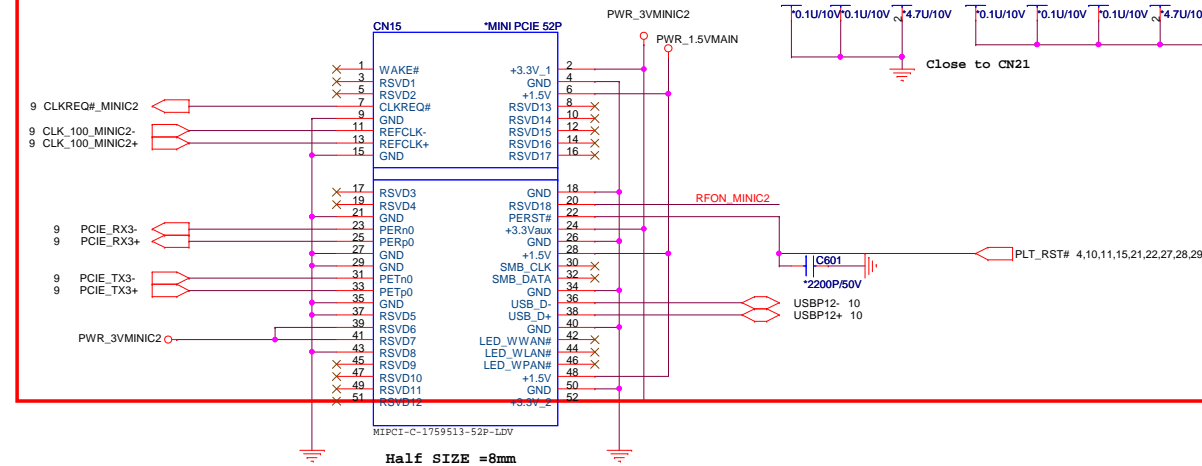 PWR_3VMINIC2
*0.1U/10V *0.1U/10V *4.7U/10V *0.1U/10V *0.1U/10V *0.1U/10V *4.7U/10
2 2
CN15 *MINI PCIE 52P
PWR_1.5VMAIN
Close to CN21
1 WAKE# +3.3V_1 2
3 RSVD1 GND 4
5 RSVD2 +1.5V 6
9 CLKREQ#_MINIC2 7 CLKREQ# RSVD13 8
9 GND RSVD14 10
9 CLK_100_MINIC2- 11 REFCLK- RSVD15 12
9 CLK_100_MINIC2+ 13 REFCLK+ RSVD16 14
15 GND RSVD17 16
17 RSVD3 GND 18
19 RSVD4 RSVD18 20 RFON_MINIC2
21 GND PERST# 22
9 PCIE_RX3- 23 PERn0 +3.3Vaux 24
9 PCIE_RX3+ 25 PERp0 GND 26
27 GND +1.5V 28 PLT_RST# 4,10,11,15,21,22,27,28,29
29 GND SMB_CLK 30 C601
9 PCIE_TX3- 31 PETn0 SMB_DATA 32
9 PCIE_TX3+ 33 PETp0 GND 34 *2200P/50V
35 GND USB_D- 36 USBP12- 10
37 RSVD5 USB_D+ 38 USBP12+ 10
39 RSVD6 GND 40
PWR_3VMINIC2 41 RSVD7 LED_WWAN# 42
43 RSVD8 LED_WLAN# 44
45 RSVD9 LED_WPAN# 46
47 RSVD10 +1.5V 48
49 RSVD11 GND 50
51 RSVD12 +3.3V_2 52
MIPCI-C-1759513-52P-LDV
Half SIZE =8mm